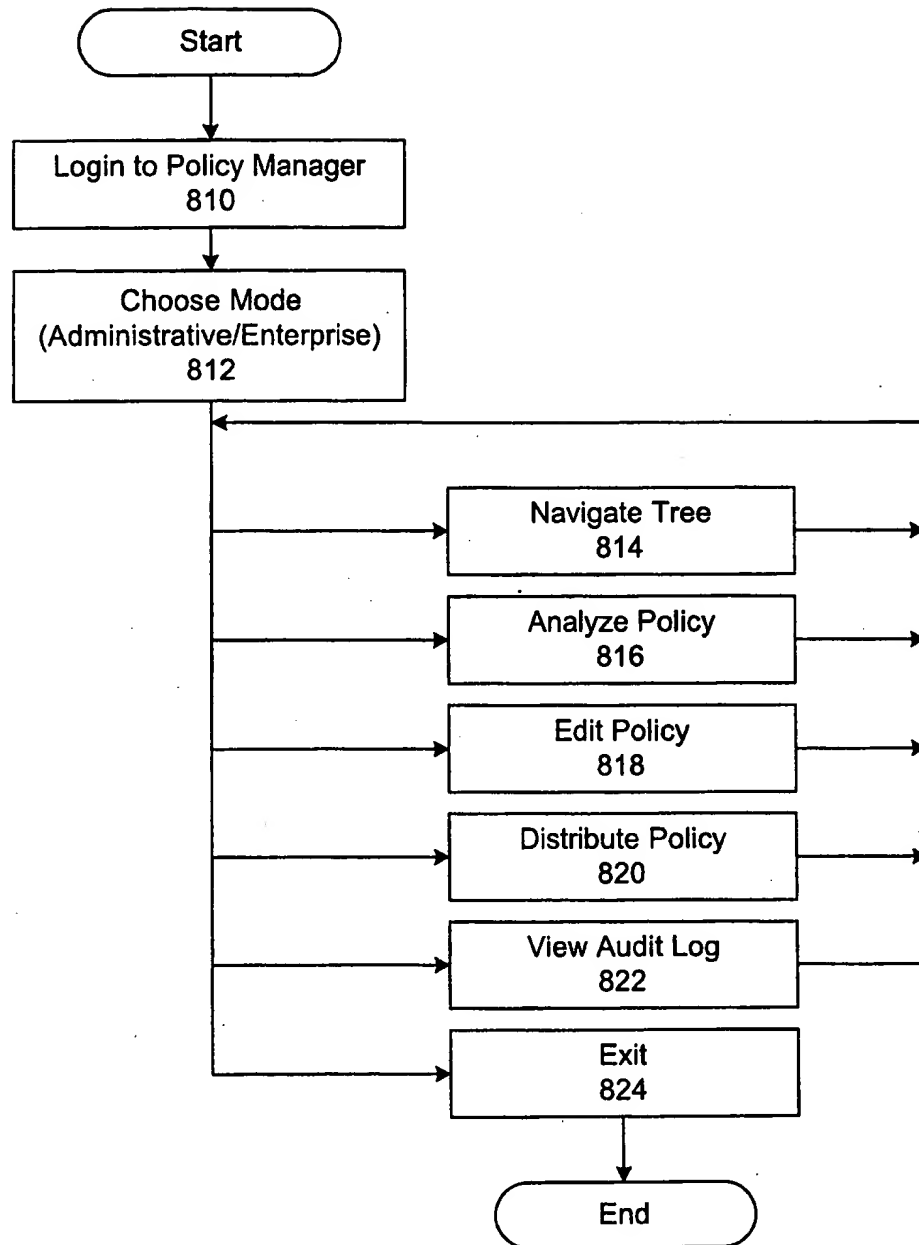 Start
Login to Policy Manager
810
Choose Mode
(Administrative/Enterprise)
812
Navigate Tree
814
Analyze Policy
816
Edit Policy
818
Distribute Policy
820
View Audit Log
822
Exit
824
End